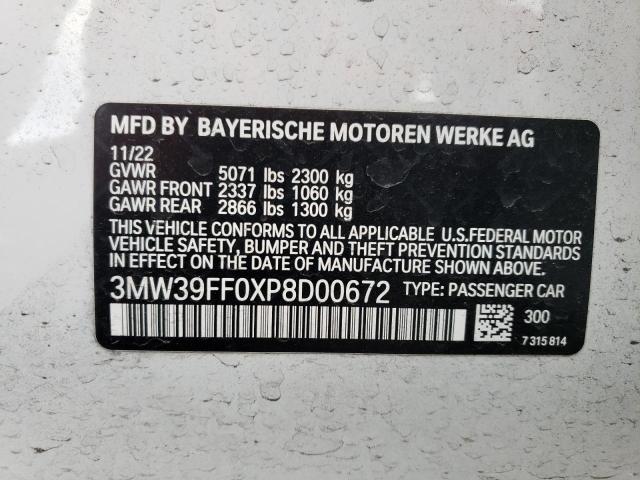 MFD BY BAYERISCHE MOTOREN WERKE AG
11/22
GVWR 5071 lbs 2300 kg
GAWR FRONT 2337 lbs 1060 kg
GAWR REAR 2866 lbs 1300 kg
THIS VEHICLE CONFORMS TO ALL APPLICABLE U.S.FEDERAL MOTOR
VEHICLE SAFETY, BUMPER AND THEFT PREVENTION STANDARDS
IN EFFECT ON THE DATE OF MANUFACTURE SHOWN ABOVE.
3MW39FF0XP8D00672 TYPE: PASSENGER CAR
300
7 315 814